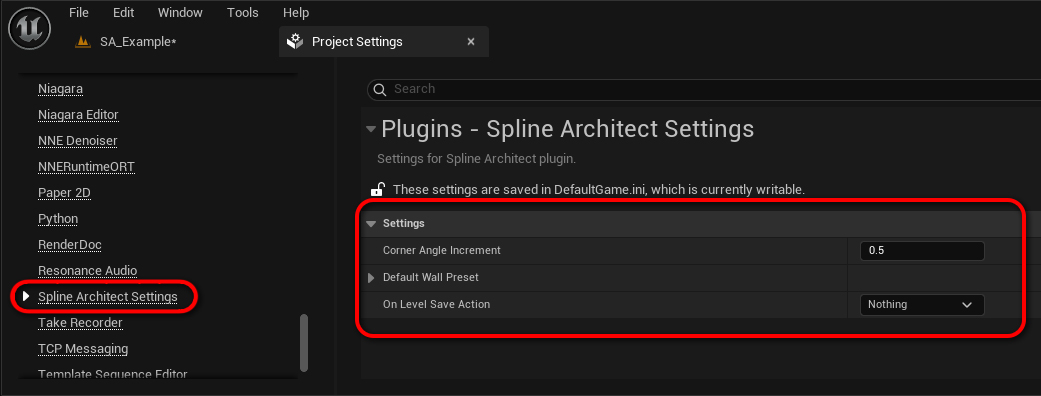 File Edit Window Tools Help
SA_Example* Project Settings ×
Niagara
Niagara Editor
NNE Denoiser
NNERuntimeORT
Paper 2D
Python
RenderDoc
Resonance Audio
Spline Architect Settings
Take Recorder
TCP Messaging
Template Sequence Editor
Search
Plugins - Spline Architect Settings
Settings for Spline Architect plugin.
These settings are saved in DefaultGame.ini, which is currently writable.
Settings
Corner Angle Increment 0.5
Default Wall Preset
On Level Save Action Nothing